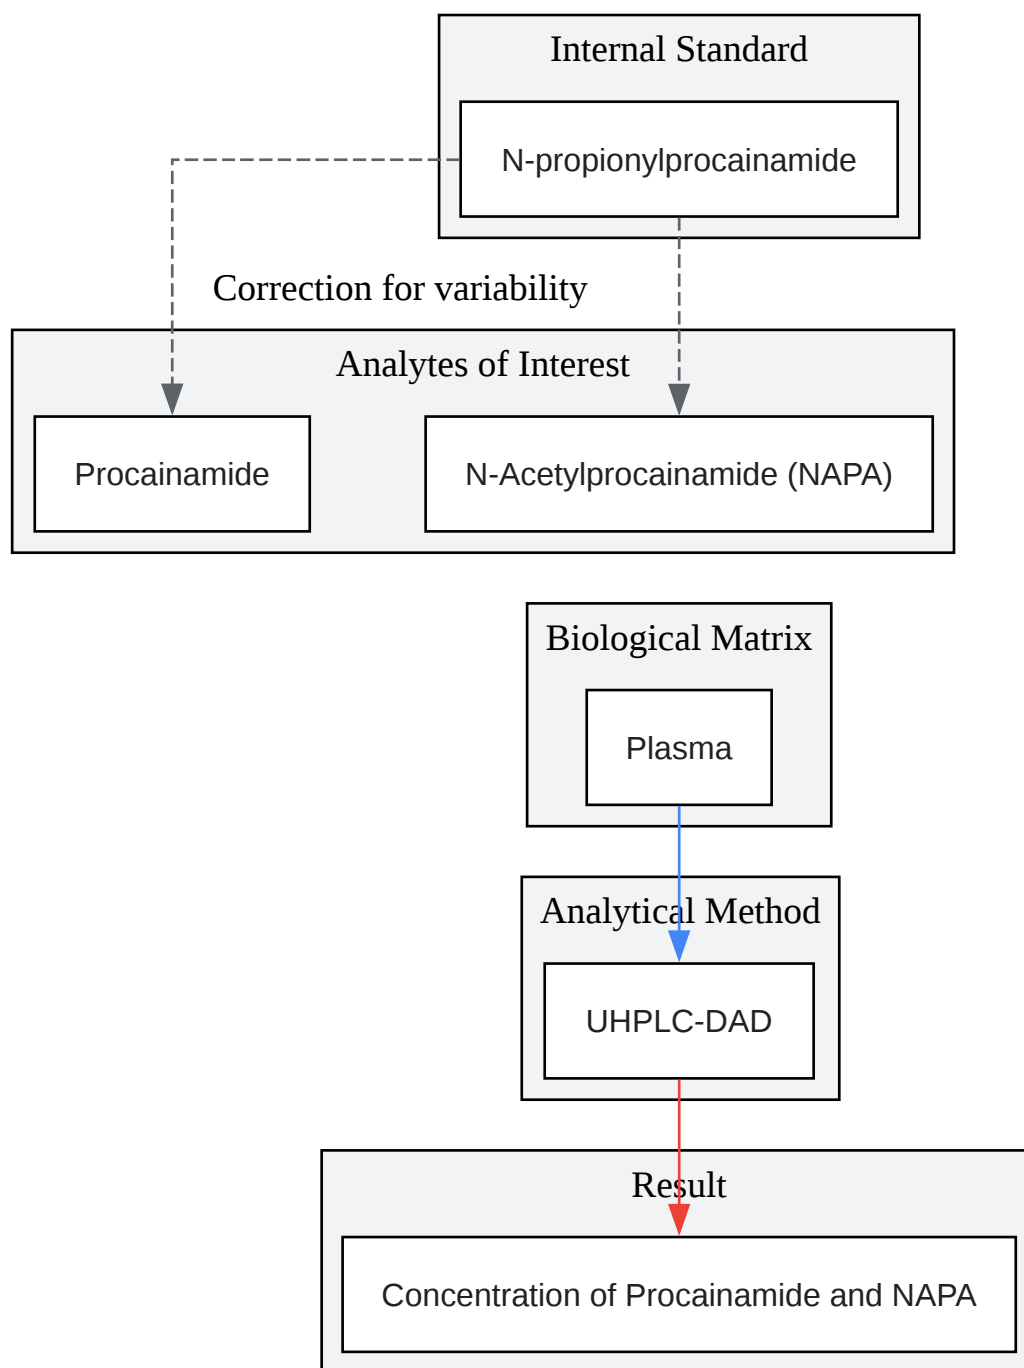 Internal Standard
N-propionylprocainamide
Correction for variability
Analytes of Interest
Procainamide
N-Acetylprocainamide (NAPA)
Biological Matrix
Plasma
Analytical Method
UHPLC-DAD
Result
Concentration of Procainamide and NAPA